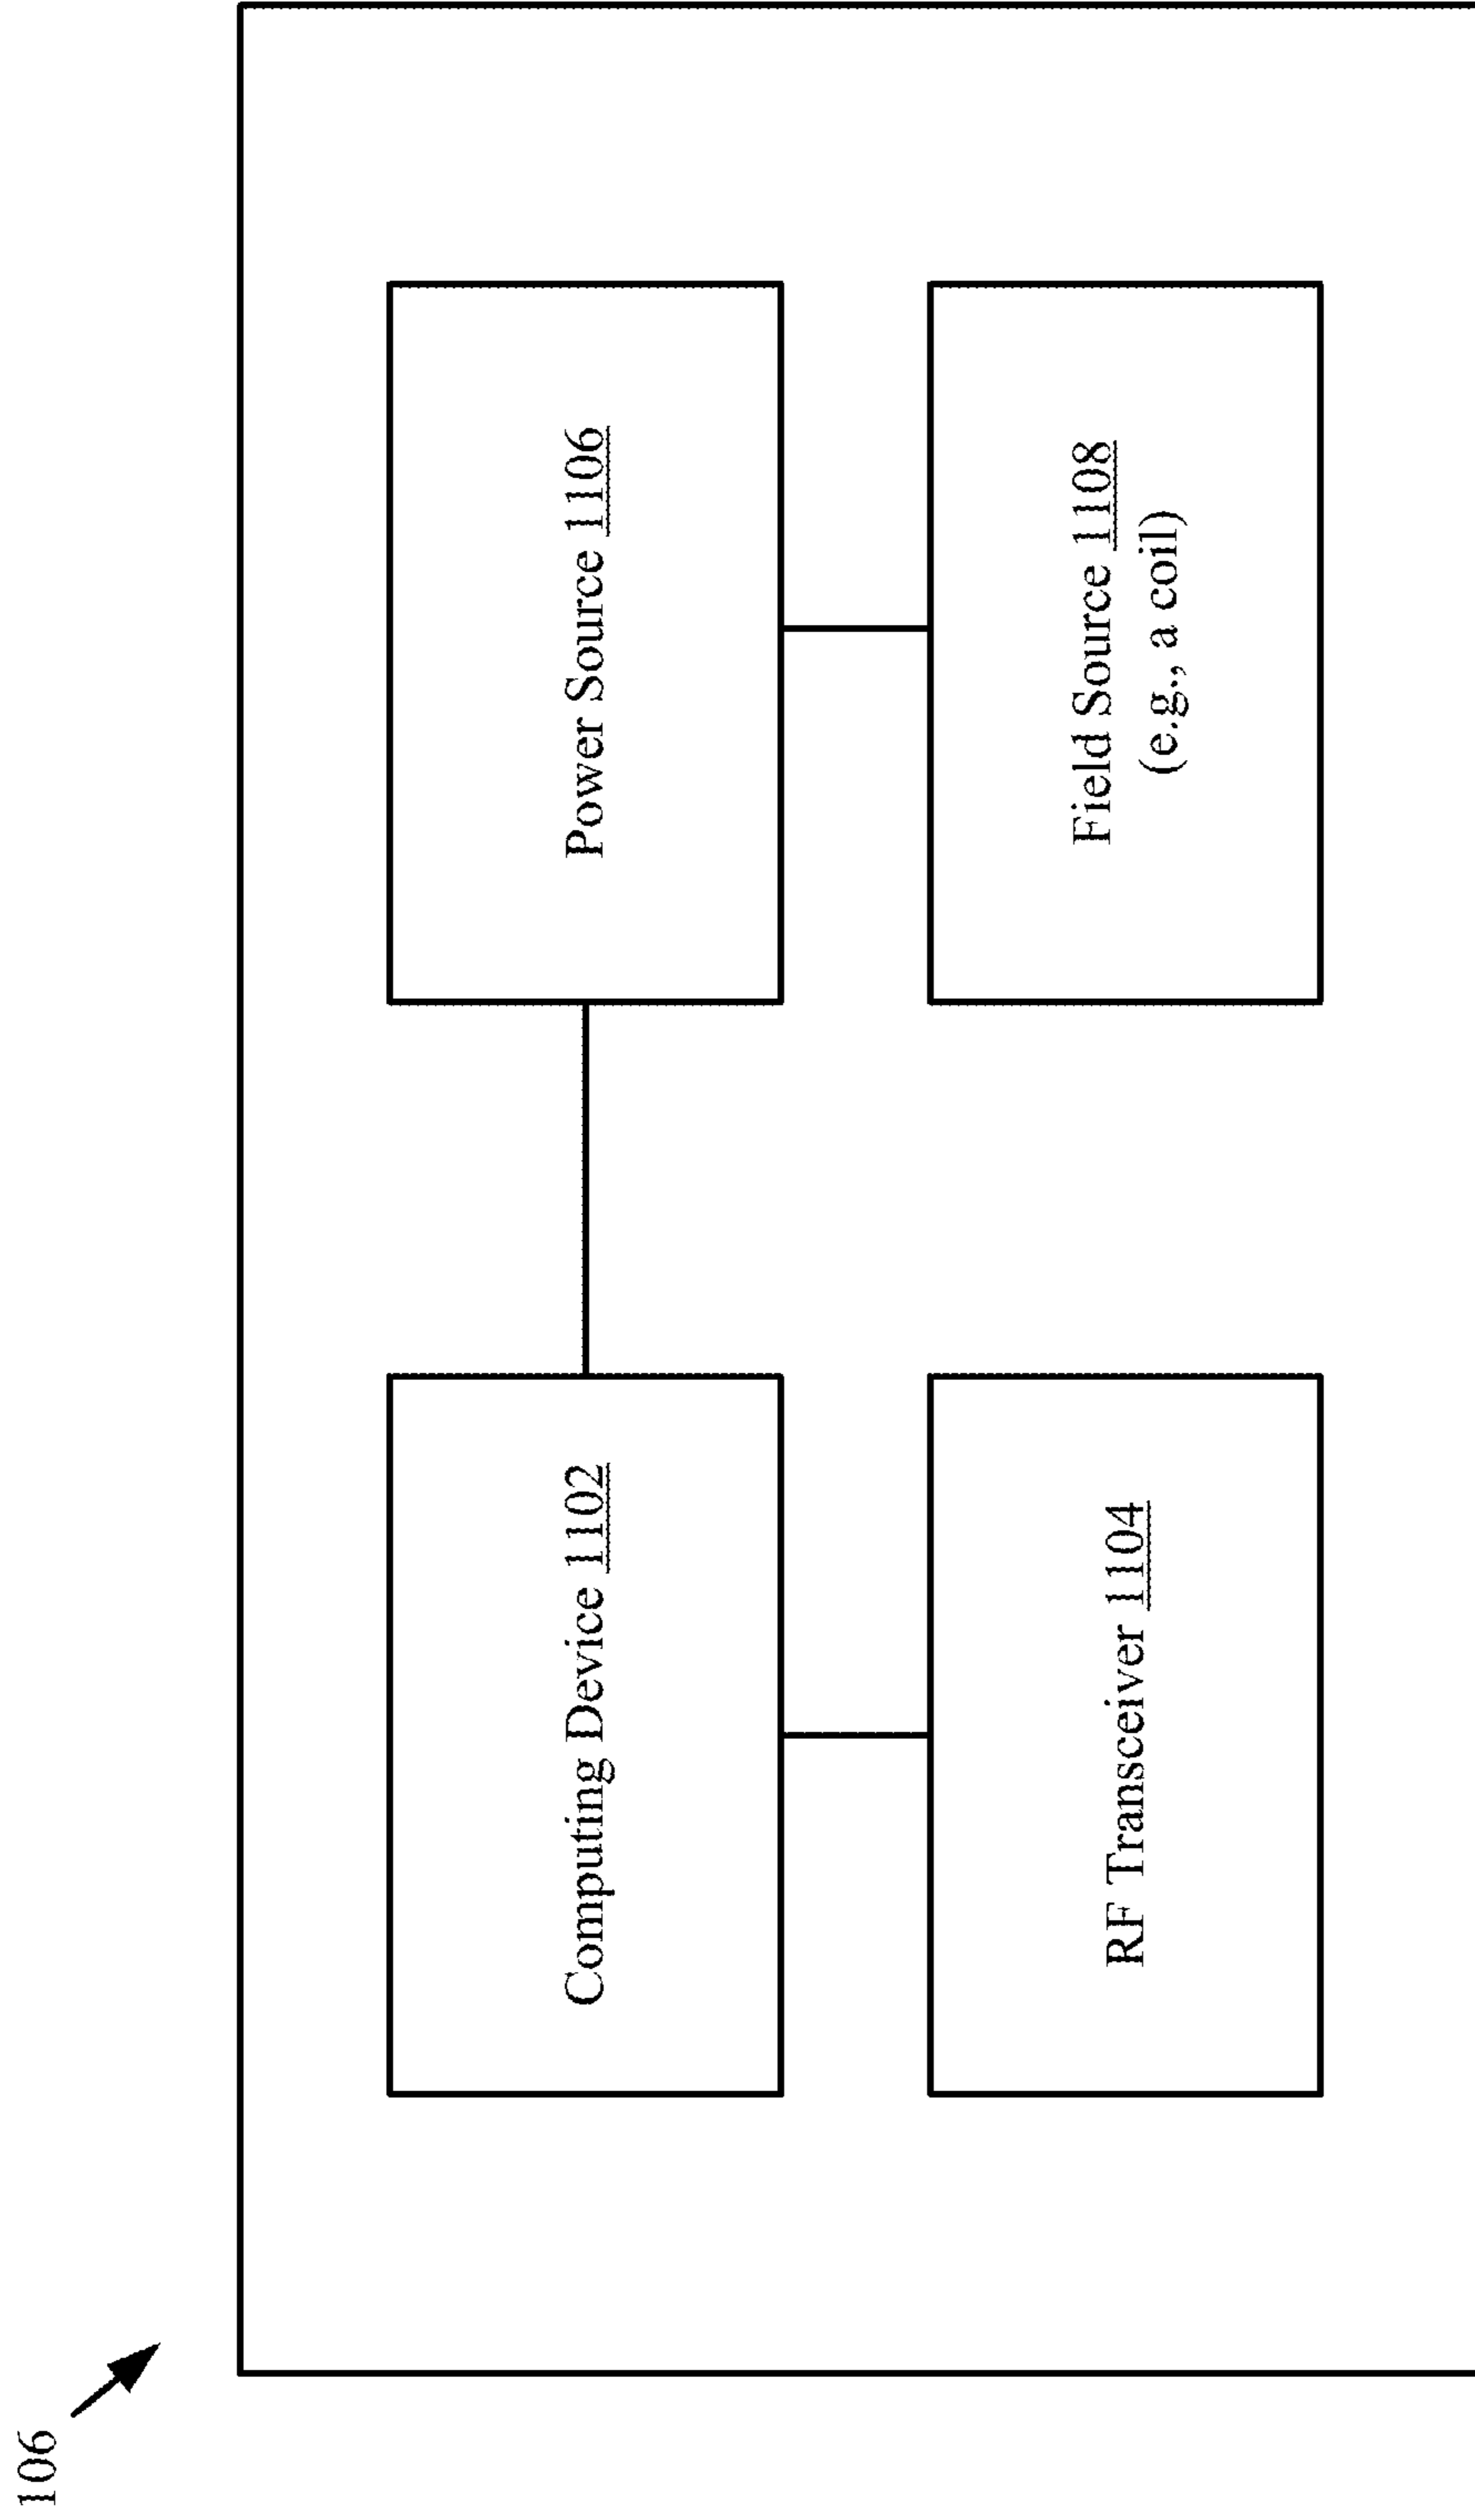 106
Computing Device 1102
Power Source 1106
RF Transceiver 1104
Field Source 1108
(e.g., a coil)